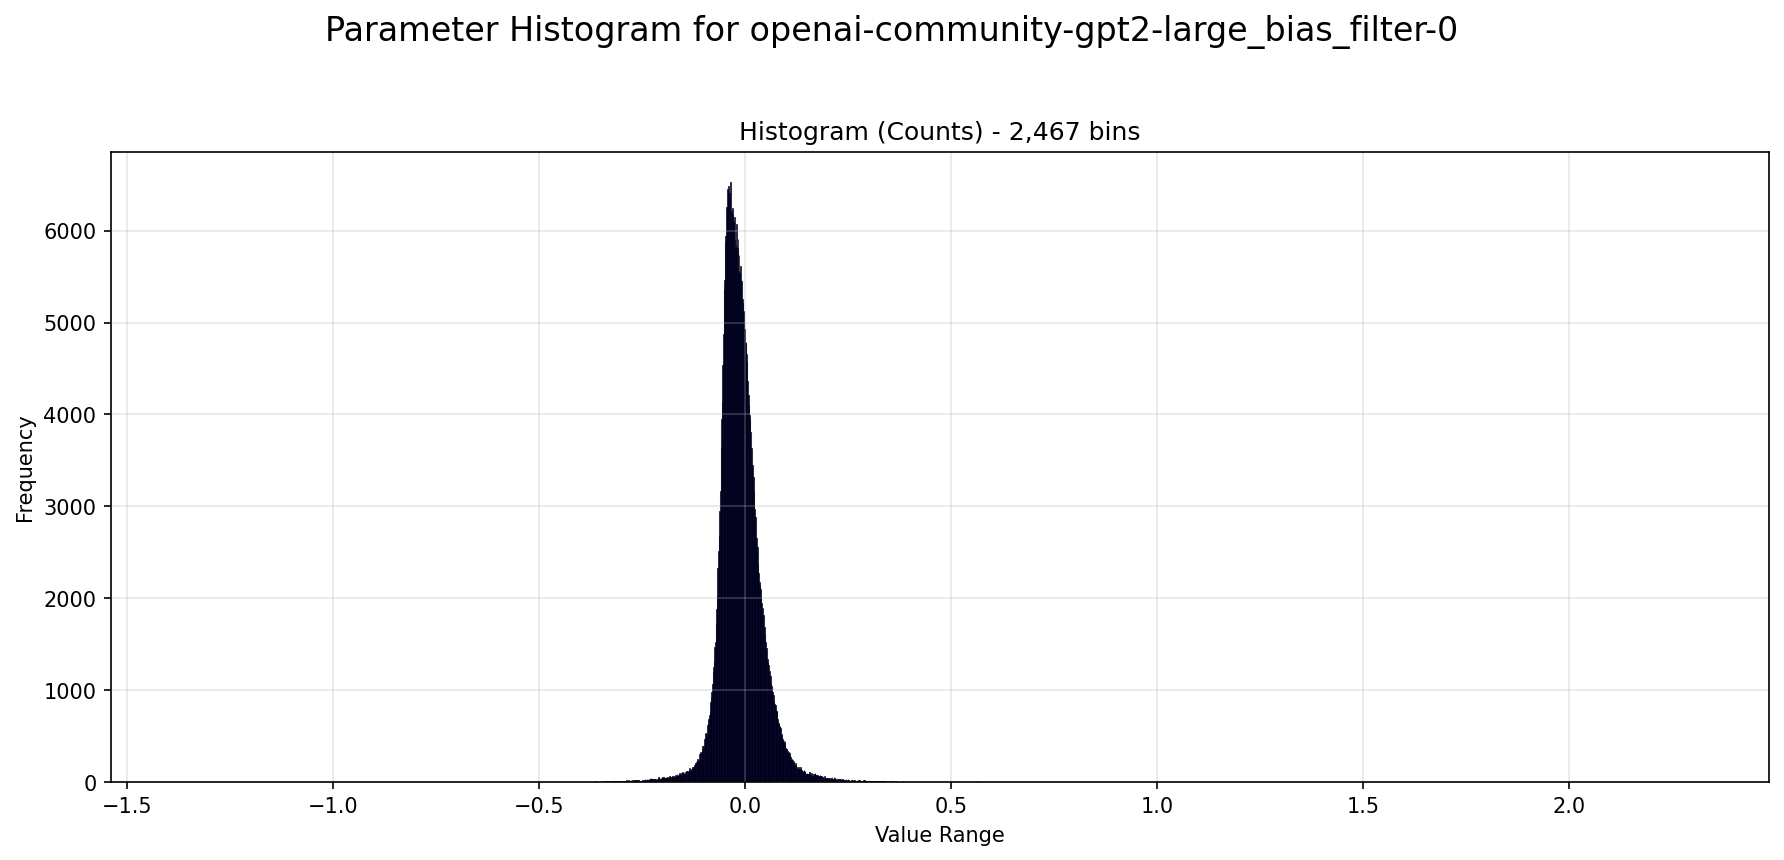 Parameter Histogram for openai-community-gpt2-large_bias_filter-0
Histogram (Counts) - 2,467 bins
Frequency
6000
5000
4000
3000
2000
1000
0
−1.5 −1.0 −0.5 0.0 0.5 1.0 1.5 2.0
Value Range